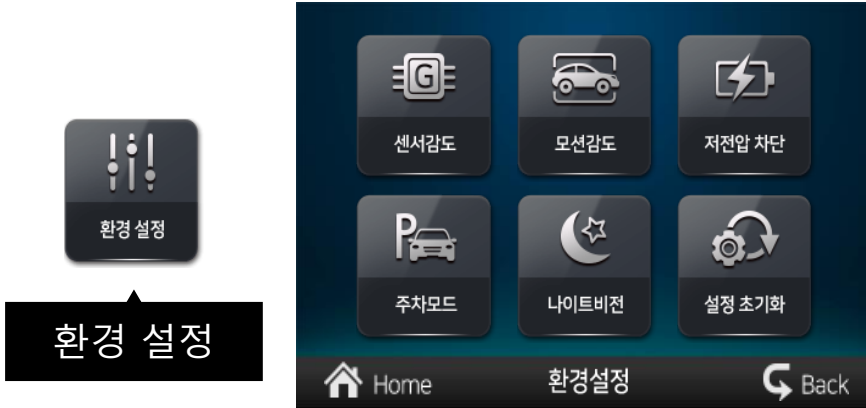 환경 설정
환경 설정
G
센서감도
모션감도
저전압 차단
P
주차모드
나이트비전
설정 초기화
Home
환경설정
Back